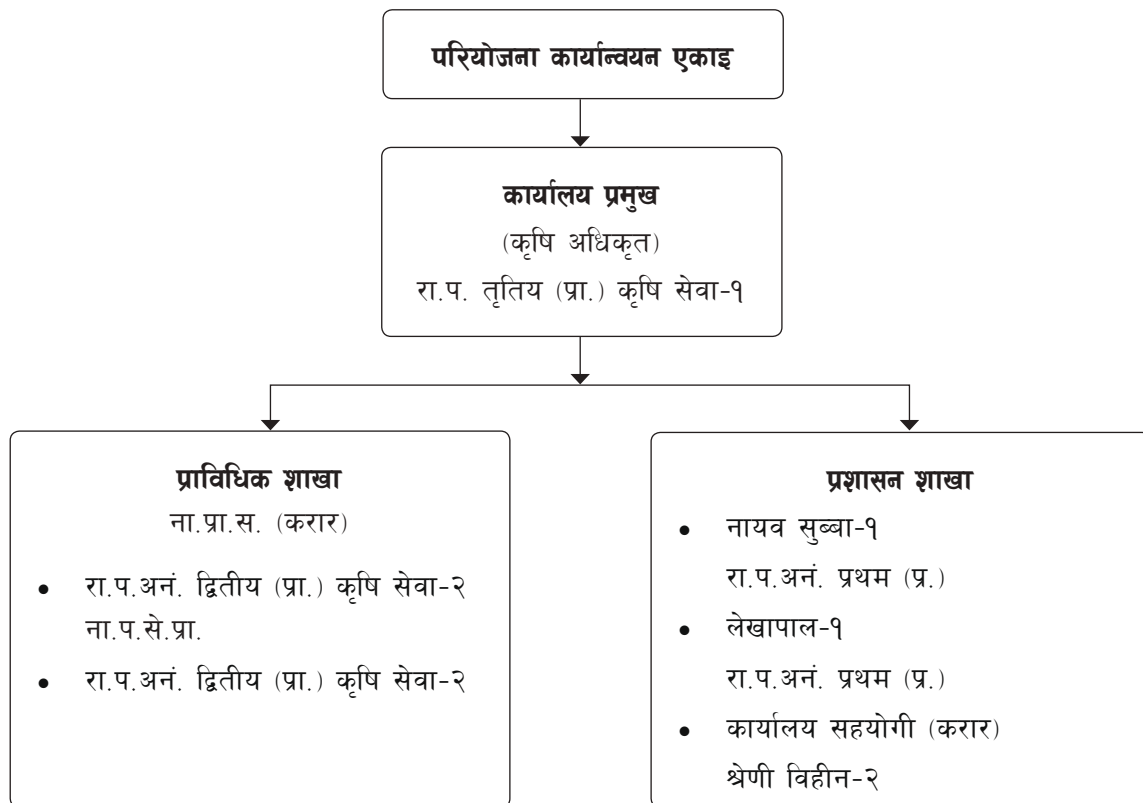 परियोजना कार्यान्वयन एकाइ
कार्यालय प्रमुख
(कृषि अधिकृत)
रा.प. तृतिय (प्रा.) कृषि सेवा-१
प्राविधिक शाखा
ना.प्रा.स. (करार)
• रा.प.अनं. द्वितीय (प्रा.) कृषि सेवा-२
ना.प.से.प्रा.
• रा.प.अनं. द्वितीय (प्रा.) कृषि सेवा-२
प्रशासन शाखा
• नायव सुब्बा-१
रा.प.अनं. प्रथम (प्र.)
• लेखापाल-१
रा.प.अनं. प्रथम (प्र.)
• कार्यालय सहयोगी (करार)
श्रेणी विहीन-२